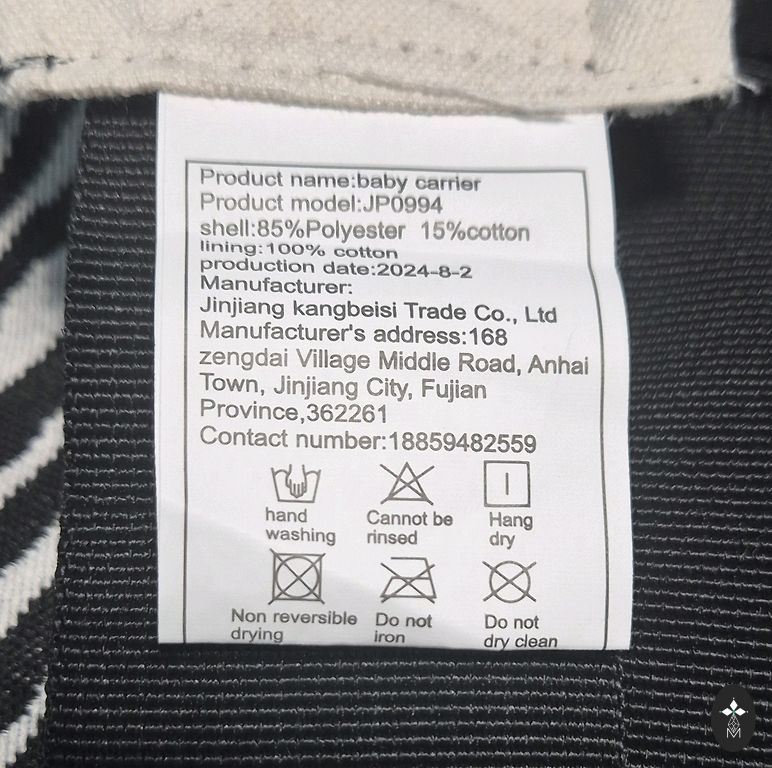 Product name:baby carrier
Product model:JP0994
shell:85%Polyester 15%cotton
lining:100% cotton
production date:2024-8-2
Manufacturer:
Jinjiang kangbeisi Trade Co., Ltd
Manufacturer's address:168
zengdai Village Middle Road, Anhai
Town, Jinjiang City, Fujian
Province,362261
Contact number:18859482559
hand
washing
Cannot be
rinsed
Hang
dry
Non reversible
drying
Do not
iron
Do not
dry clean